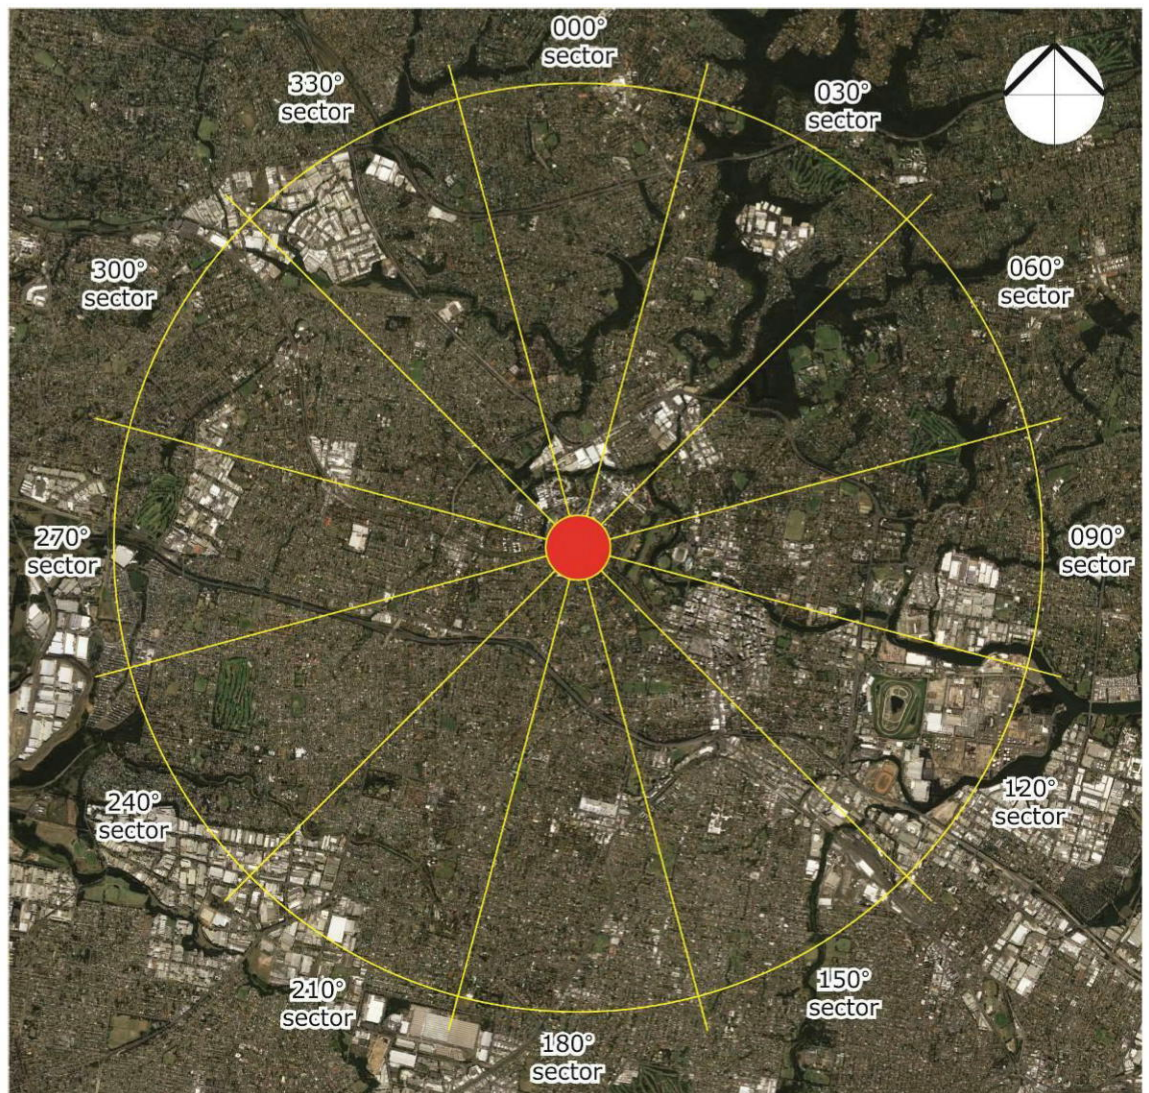 000°
sector
330°
sector
030°
sector
300°
sector
060°
sector
270°
sector
090°
sector
240°
sector
120°
sector
210°
sector
150°
sector
180°
sector